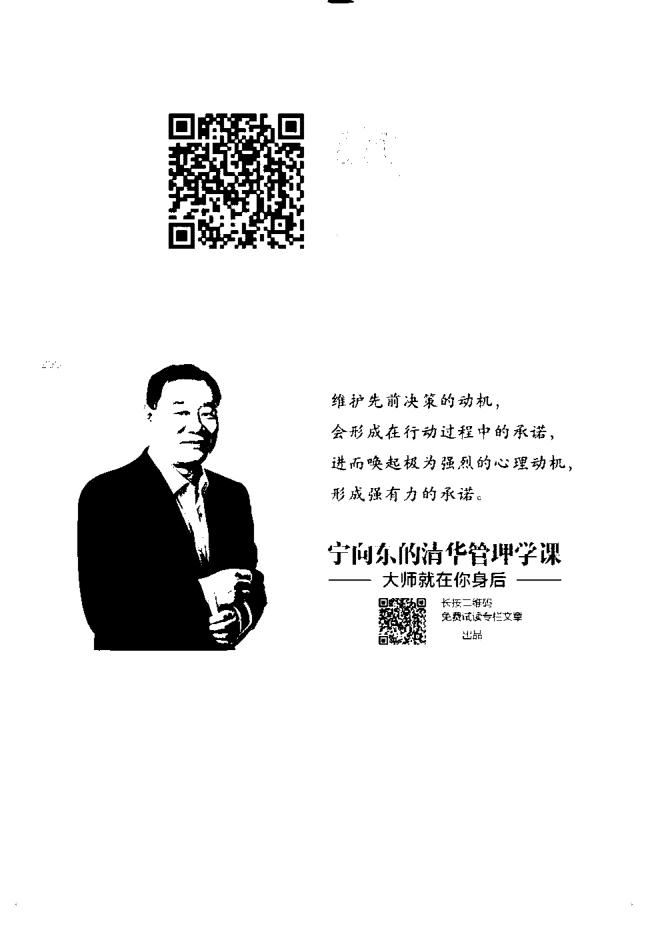 维护先前决策的动机，
会形成在行动过程中的承诺，
进而唤起极为强烈的心理动机，
形成强有力的承诺。
宁向东的清华管理学课
大师就在你身后
长按二维码
免费试读专栏文章
出品